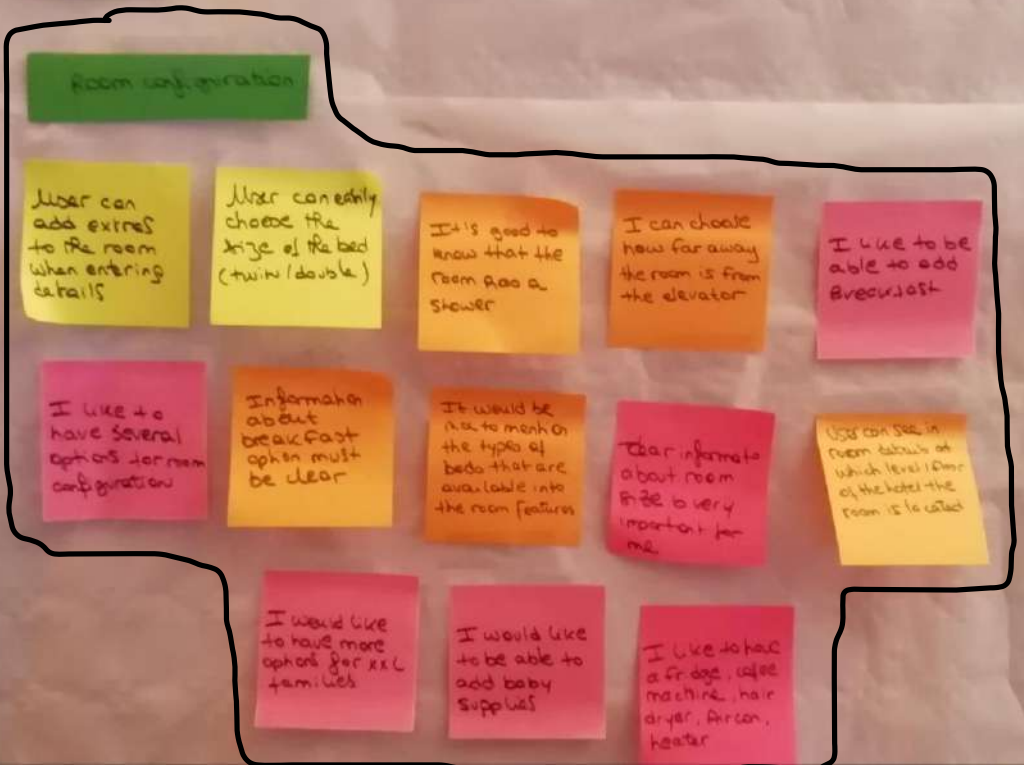 Room configuration
User can
add extras
to the room
when entering
details
User can easily
choose the
size of the bed
(twin/double)
It's good to
know that the
room has a
shower
I can choose
how far away
the room is from
the elevator
I like to be
able to add
Breakfast
I like to
have several
options for room
configuration
Information
about
breakfast
option must
be clear
It would be
nice to mention
the types of
beds that are
available into
the room features
Clear informatio
about room
size is very
important for
me
User can see in
room details at
which level/floor
of the hotel the
room is located
I would like
to have more
options for XXL
families
I would like
to be able to
add baby
supplies
I like to have
a fridge, coffee
machine, hair
dryer, Aircon,
heater